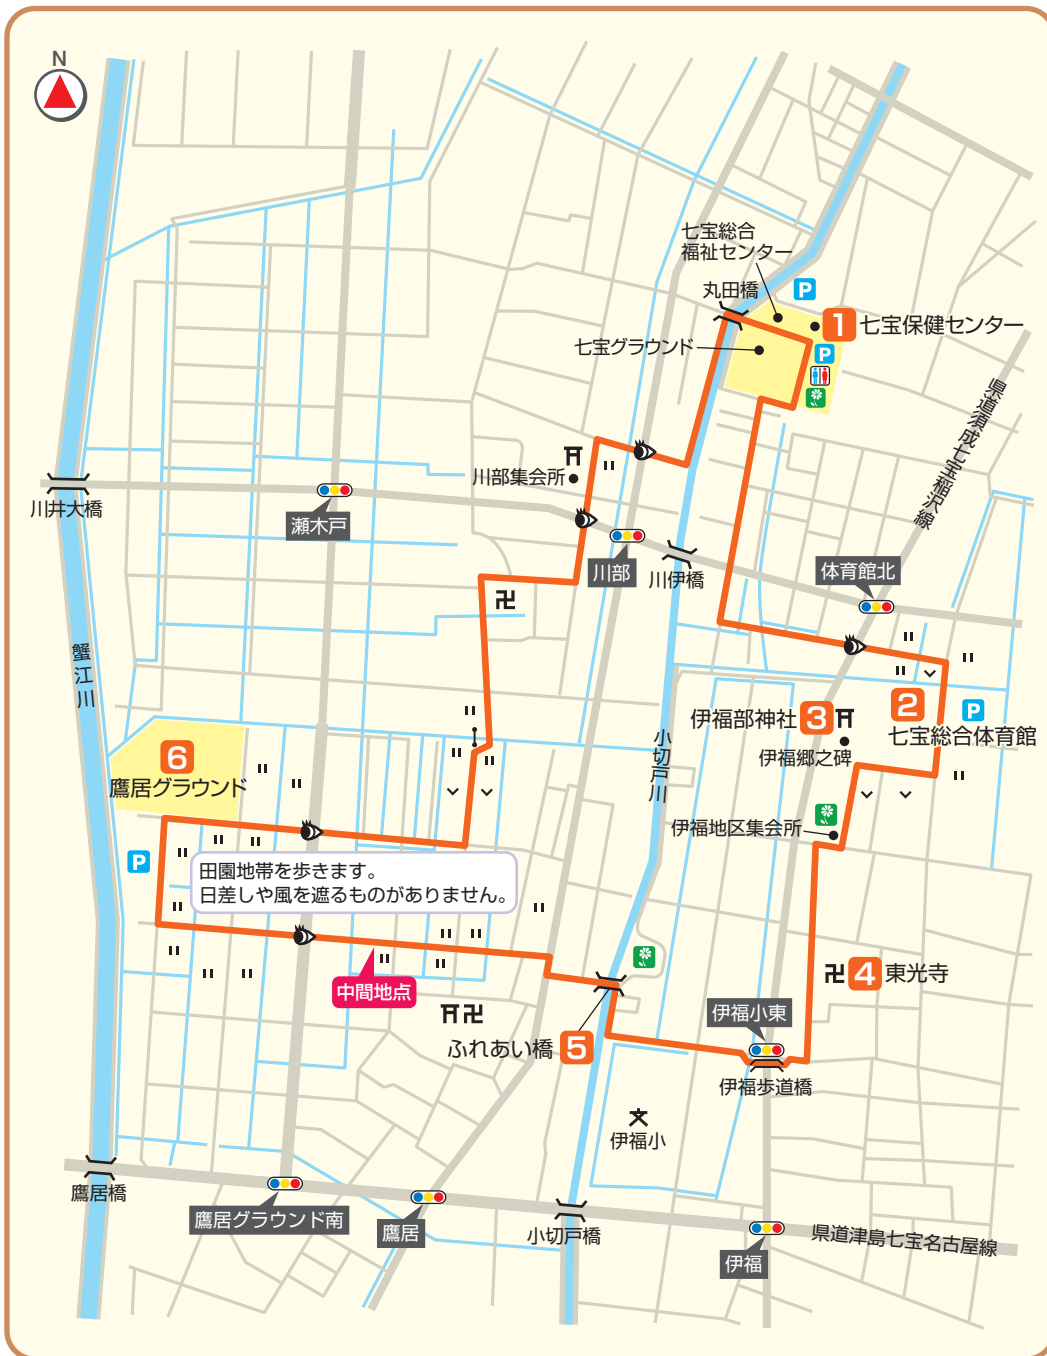 N
七宝総合
福祉センター
丸田橋
P
1 七宝保健センター
七宝グラウンド
P
県道須成七宝稲沢線
川部集会所
川井大橋
瀬木戸
川部
川伊橋
体育館北
蟹江川
2
P
七宝総合体育館
伊福部神社 3
伊福郷之碑
小切戸川
6
鷹居グラウンド
伊福地区集会所
P
田園地帯を歩きます。
日差しや風を遮るものがありません。
中間地点
4 東光寺
伊福小東
ふれあい橋 5
伊福歩道橋
伊福小
鷹居橋
鷹居グラウンド南
鷹居
小切戸橋
伊福
県道津島七宝名古屋線